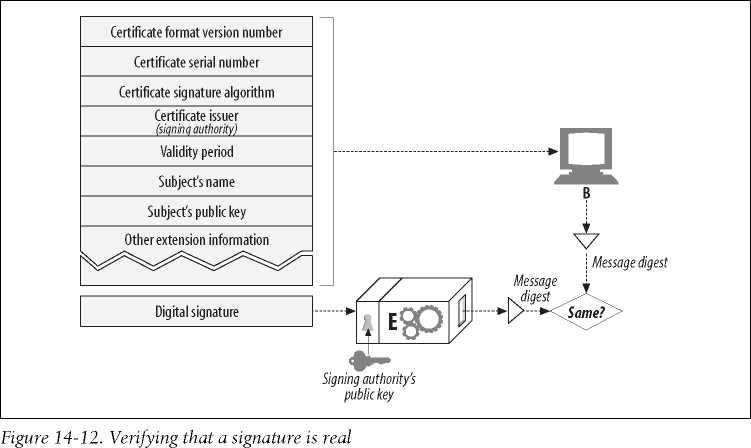 Certificate format version number
Certificate serial number
Certificate signature algorithm
Certificate issuer
(signing authority)
Validity period
Subject's name
Subject's public key
Other extension information
B
Message digest
Digital signature
E
Message
digest
Same?
Signing authority's
public key
Figure 14-12. Verifying that a signature is real